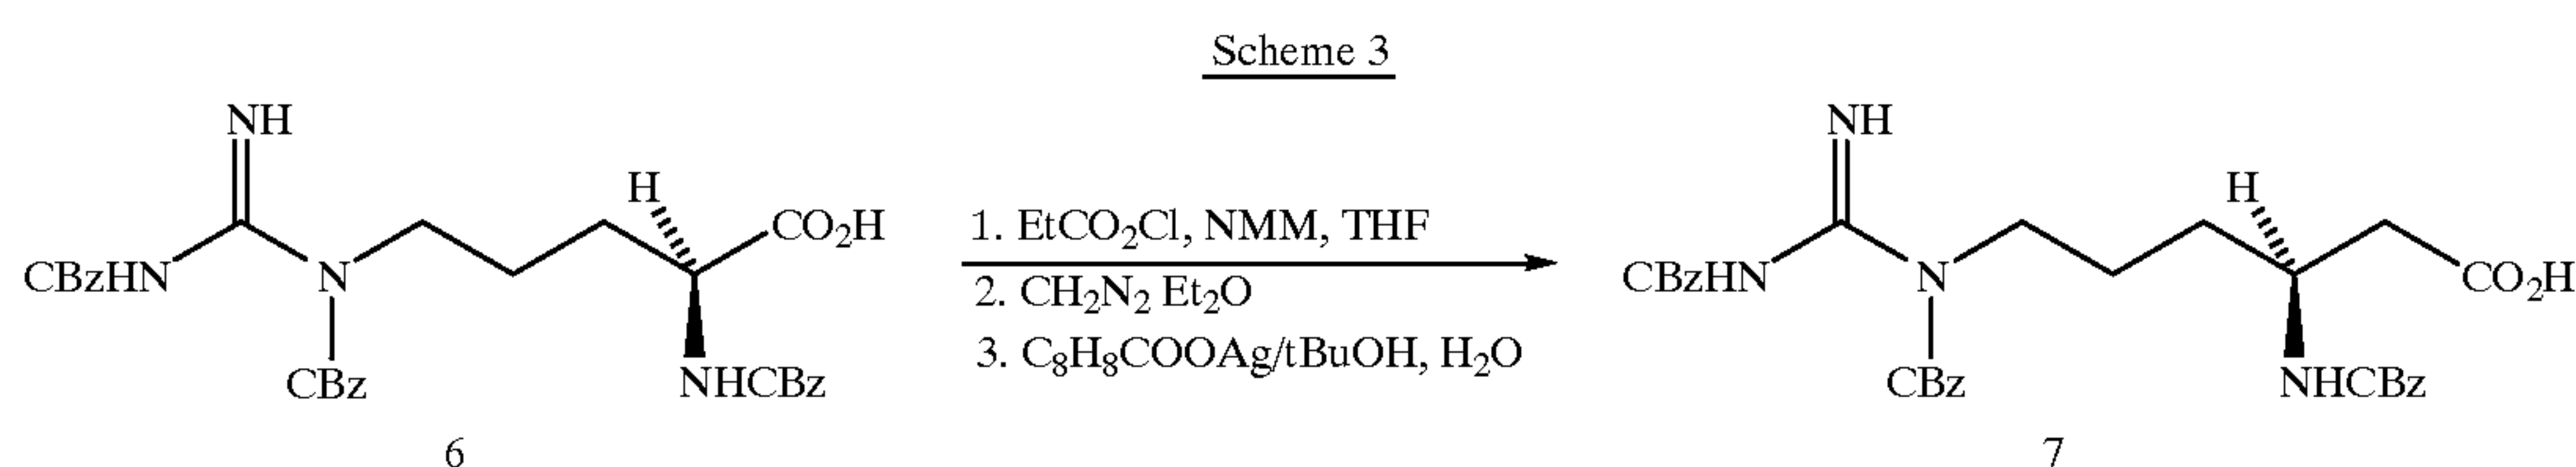 Scheme 3
NH
H
CO₂H
CBzHN
N
CBz
NHCBz
6
1. EtCO₂Cl, NMM, THF
2. CH₂N₂ Et₂O
3. C₈H₈COOAg/tBuOH, H₂O
NH
H
CO₂H
CBzHN
N
CBz
NHCBz
7